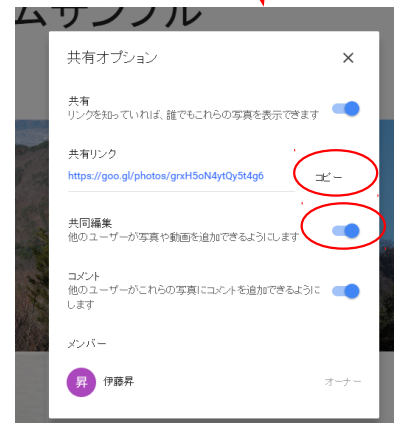 ムサンプル
共有オプション
共有
リンクを知っていれば、誰でもこれらの写真を表示できます
共有リンク
https://goo.gl/photos/grxH5oN4ytQy5t4g6
コピー
共同編集
他のユーザーが写真や動画を追加できるようにします
コメント
他のユーザーがこれらの写真にコメントを追加できるように
します
メンバー
昇
伊藤昇
オーナー